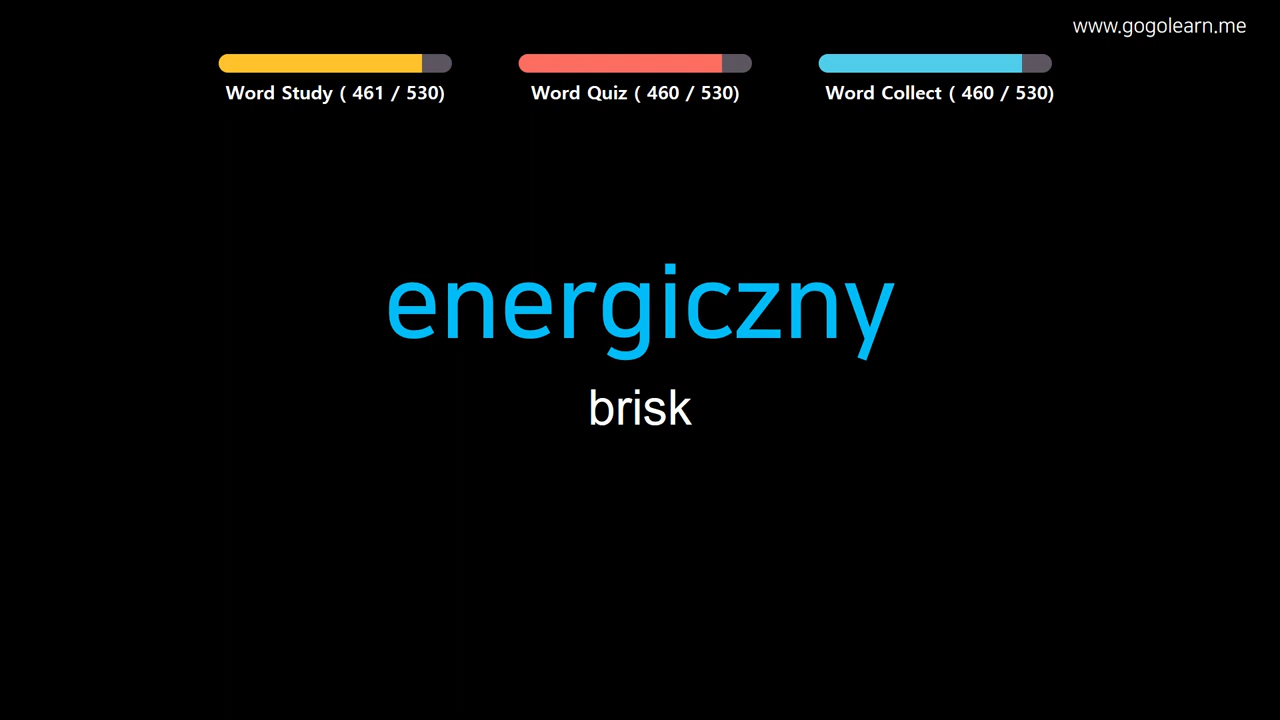 www.gogolearn.me
Word Study ( 461 / 530)
Word Quiz ( 460 / 530)
Word Collect ( 460 / 530)
energiczny
brisk